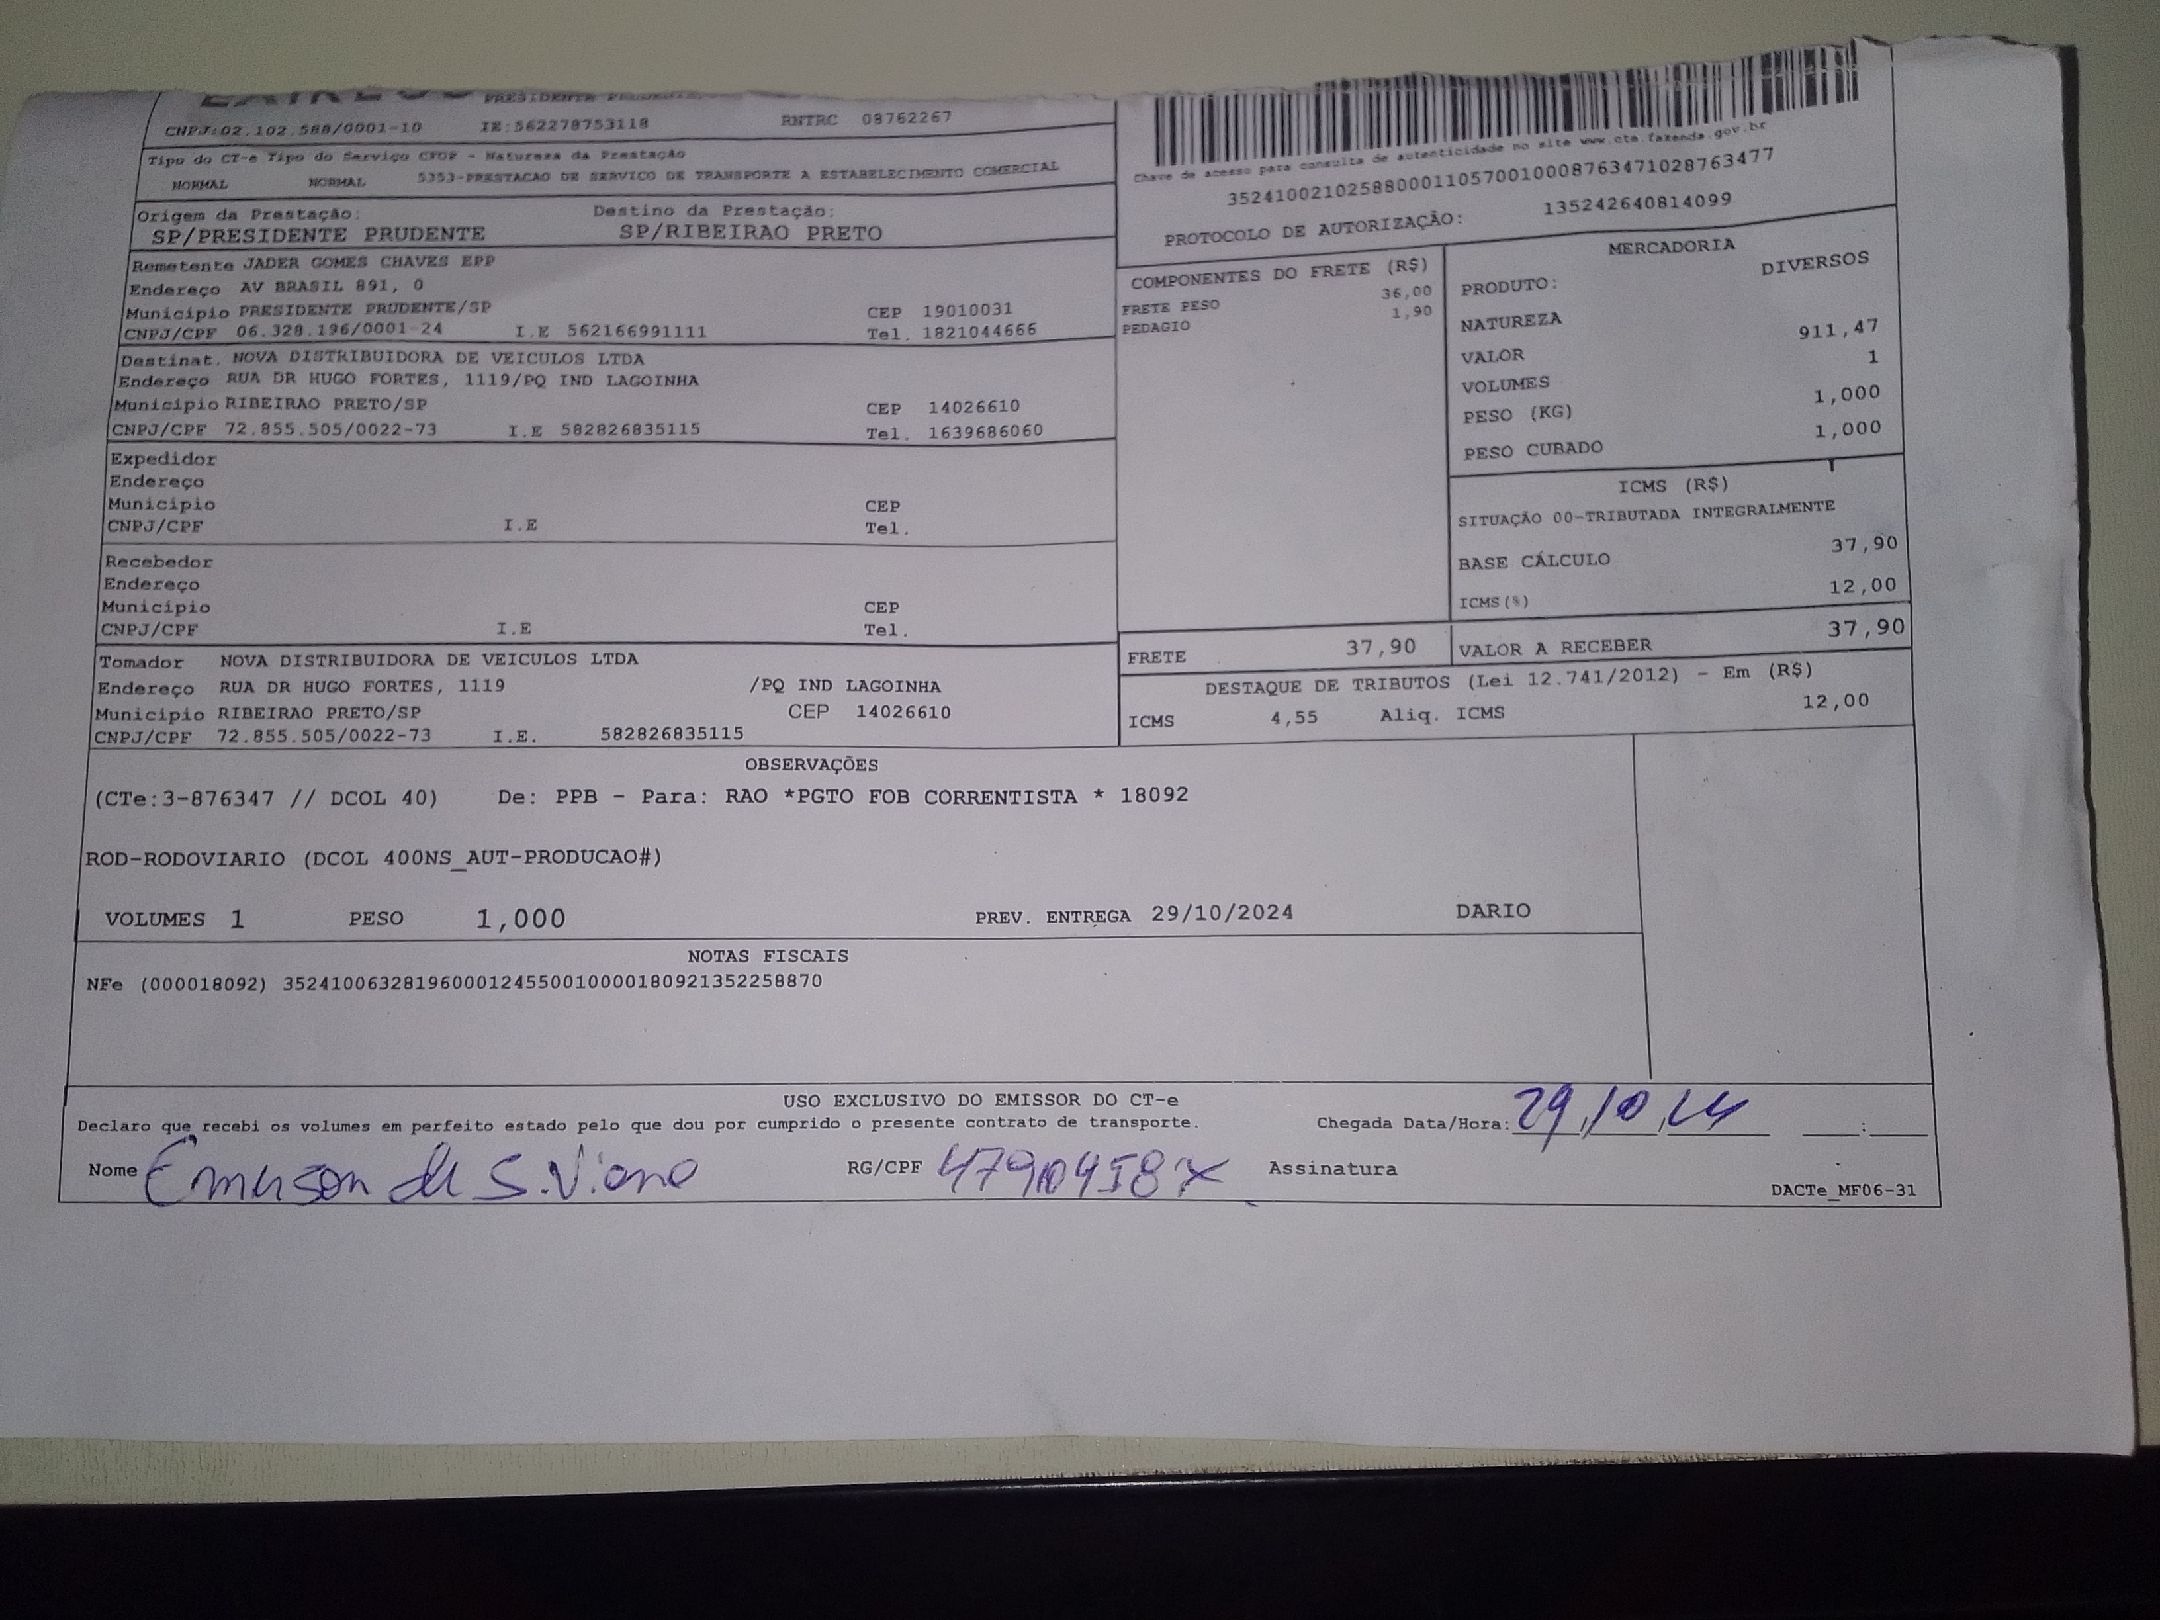 PRESIDENTE PRUDENTE
CNPJ:02.102.588/0001-10 IE:562278753118 RNTRC 08762267
Tipo do CT-e Tipo do Serviço CFOP - Natureza da Prestação
NORMAL NORMAL 5353-PRESTACAO DE SERVICO DE TRANSPORTE A ESTABELECIMENTO COMERCIAL
Origem da Prestação: Destino da Prestação:
SP/PRESIDENTE PRUDENTE SP/RIBEIRAO PRETO
Remetente JADER GOMES CHAVES EPP
Endereço AV BRASIL 891, 0
Município PRESIDENTE PRUDENTE/SP CEP 19010031
CNPJ/CPF 06.328.196/0001-24 I.E 562166991111 Tel. 1821044666
Destinat. NOVA DISTRIBUIDORA DE VEICULOS LTDA
Endereço RUA DR HUGO FORTES, 1119/PQ IND LAGOINHA
Município RIBEIRAO PRETO/SP CEP 14026610
CNPJ/CPF 72.855.505/0022-73 I.E 582826835115 Tel. 1639686060
Expedidor
Endereço
Município CEP
CNPJ/CPF I.E Tel.
Recebedor
Endereço
Município CEP
CNPJ/CPF I.E Tel.
Tomador NOVA DISTRIBUIDORA DE VEICULOS LTDA
Endereço RUA DR HUGO FORTES, 1119 /PQ IND LAGOINHA
Município RIBEIRAO PRETO/SP CEP 14026610
CNPJ/CPF 72.855.505/0022-73 I.E. 582826835115
Chave de acesso para consulta de autenticidade no site www.cte.fazenda.gov.br
35241002102588000110570010008763471028763477
PROTOCOLO DE AUTORIZAÇÃO: 135242640814099
COMPONENTES DO FRETE (R$)
FRETE PESO 36,00
PEDAGIO 1,90
MERCADORIA
PRODUTO: DIVERSOS
NATUREZA
VALOR 911,47
VOLUMES 1
PESO (KG) 1,000
PESO CUBADO 1,000
ICMS (R$)
SITUAÇÃO 00-TRIBUTADA INTEGRALMENTE
BASE CÁLCULO 37,90
ICMS(%) 12,00
FRETE 37,90 VALOR A RECEBER 37,90
DESTAQUE DE TRIBUTOS (Lei 12.741/2012) - Em (R$)
ICMS 4,55 Aliq. ICMS 12,00
OBSERVAÇÕES
(CTe:3-876347 // DCOL 40) De: PPB - Para: RAO *PGTO FOB CORRENTISTA * 18092
ROD-RODOVIARIO (DCOL 400NS_AUT-PRODUCAO#)
VOLUMES 1 PESO 1,000 PREV. ENTREGA 29/10/2024 DARIO
NOTAS FISCAIS
NFe (000018092) 35241006328196000124550010000180921352258870
USO EXCLUSIVO DO EMISSOR DO CT-e
Declaro que recebi os volumes em perfeito estado pelo que dou por cumprido o presente contrato de transporte. Chegada Data/Hora: 29/10/24 :
Nome Emerson da S. Viana RG/CPF Assinatura
DACTe_MF06-31